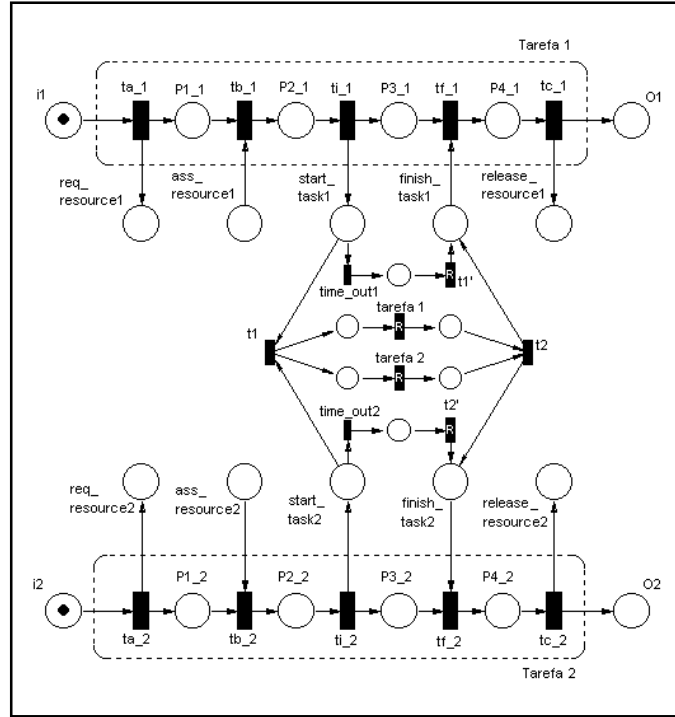 Tarefa 1
i1 ta_1 P1_1 tb_1 P2_1 ti_1 P3_1 tf_1 P4_1 tc_1 O1
req_
resource1
ass_
resource1
start_
task1
finish_
task1
release_
resource1
time_out1
R
t1'
tarefa 1
R
t1
t2
tarefa 2
R
time_out2
t2'
R
req_
resource2
ass_
resource2
start_
task2
finish_
task2
release_
resource2
i2 P1_2 P2_2 P3_2 P4_2 O2
ta_2 tb_2 ti_2 tf_2 tc_2
Tarefa 2